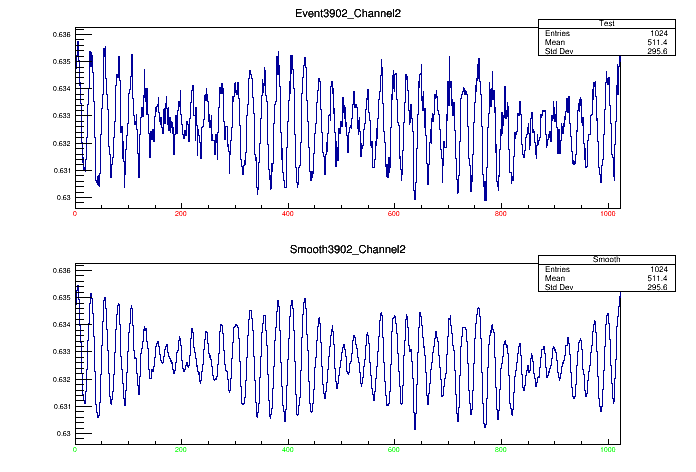 Event3902_Channel2
Test
Entries 1024
Mean 511.4
Std Dev 295.6
0.636
0.635
0.634
0.633
0.632
0.631
0.63
0 200 400 600 800 1000
Smooth3902_Channel2
Smooth
Entries 1024
Mean 511.4
Std Dev 295.6
0.636
0.635
0.634
0.633
0.632
0.631
0.63
0 200 400 600 800 1000